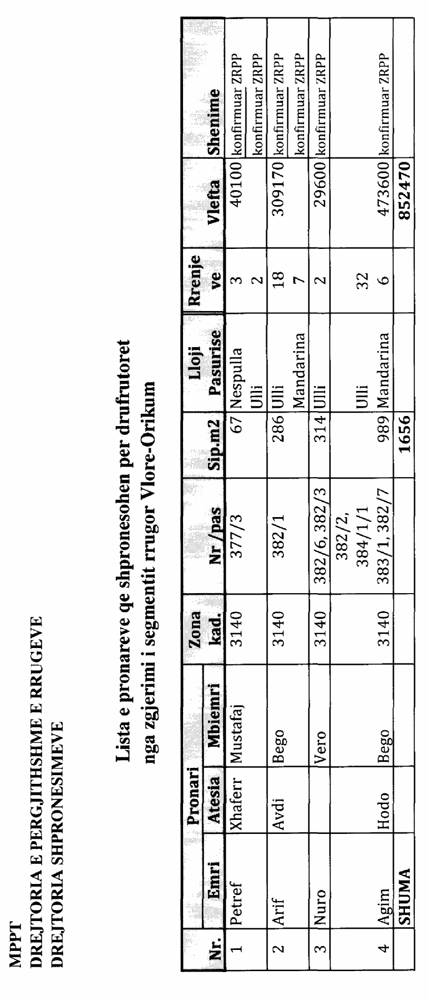 MPPT
DREJTORIA E PERGJITHSHME E RRUGEVE
DREJTORIA SHPRONESIMEVE
Lista e pronareve qe shpronesohen per drufrutoret
nga zgjerimi i segmentit rrugor Vlore-Orikum
Nr. Pronari Zona kad. Nr /pas Sip.m2 Lloji Pasurise Rrenje ve Vlefta Shenime
Emri Atesia Mbiemri
1 Petref Xhaferr Mustafaj 3140 377/3 67 Nespulla 3 40100 konfirmuar ZRPP
Ulli 2 konfirmuar ZRPP
2 Arif Avdi Bego 3140 382/1 286 Ulli 18 309170 konfirmuar ZRPP
Mandarina 7 konfirmuar ZRPP
3 Nuro Vero 3140 382/6, 382/3 314 Ulli 2 29600 konfirmuar ZRPP
382/2,
384/1/1 Ulli 32
4 Agim Hodo Bego 3140 383/1, 382/7 989 Mandarina 6 473600 konfirmuar ZRPP
SHUMA 1656 852470